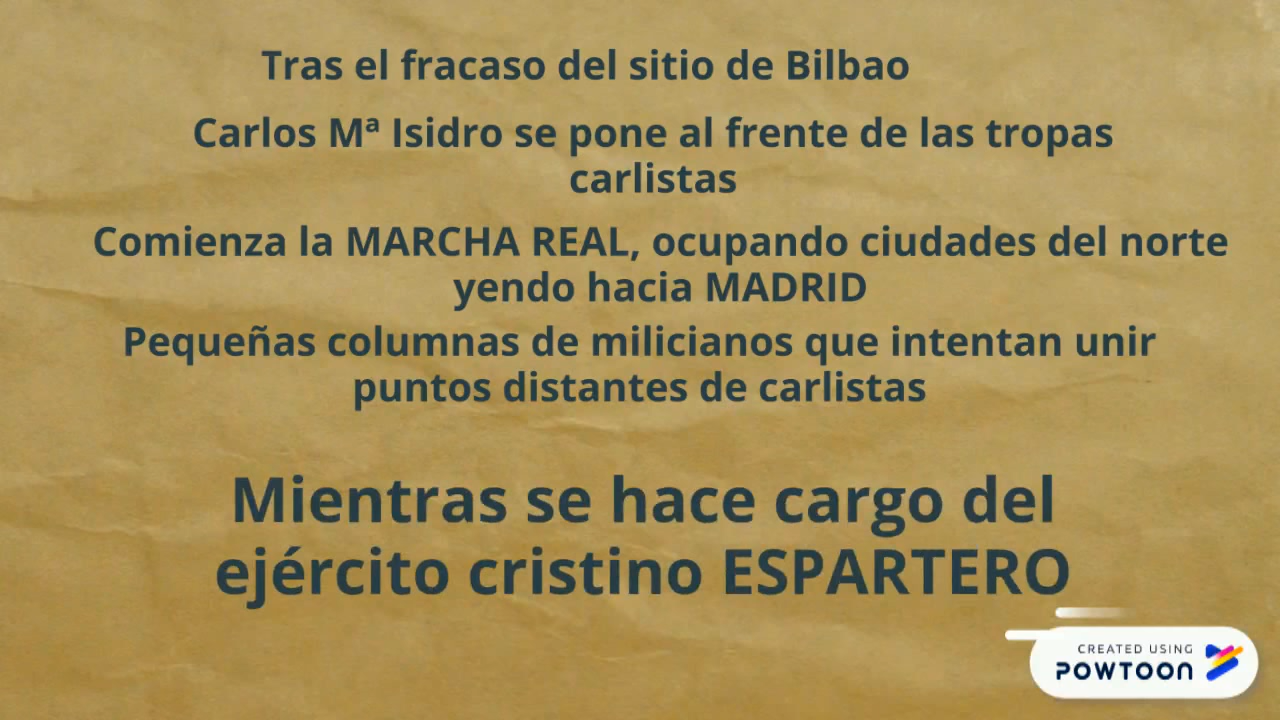 Tras el fracaso del sitio de Bilbao
Carlos Mª Isidro se pone al frente de las tropas
carlistas
Comienza la MARCHA REAL, ocupando ciudades del norte
yendo hacia MADRID
Pequeñas columnas de milicianos que intentan unir
puntos distantes de carlistas
Mientras se hace cargo del
ejército cristino ESPARTERO
CREATED USING
POWTOON